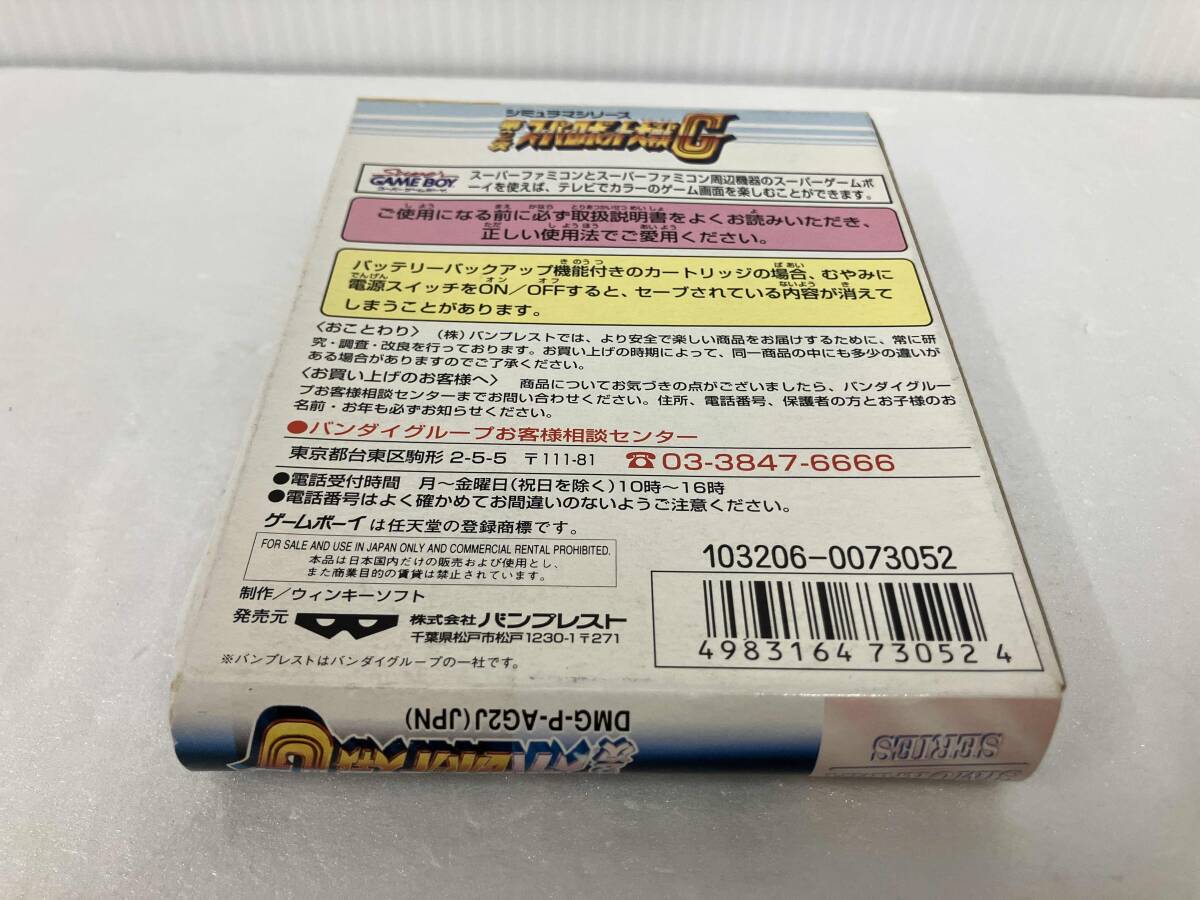 シミュラマシリーズ
第2次スーパーロボット大戦G
Super
GAME BOY
スーパーゲームボーイ
スーパーファミコンとスーパーファミコン周辺機器のスーパーゲームボ
ーイを使えば、テレビでカラーのゲーム画面を楽しむことができます。
ご使用になる前に必ず取扱説明書をよくお読みいただき、
正しい使用法でご愛用ください。
バッテリーバックアップ機能付きのカートリッジの場合、むやみに
電源スイッチをON/OFFすると、セーブされている内容が消えて
しまうことがあります。
〈おことわり〉 (株)バンプレストでは、より安全で楽しい商品をお届けするために、常に研
究・調査・改良を行っております。お買い上げの時期によって、同一商品の中にも多少の違いが
ある場合がありますのでご了承ください。
〈お買い上げのお客様へ〉 商品についてお気づきの点がございましたら、バンダイグルー
プお客様相談センターまでお問い合わせください。住所、電話番号、保護者の方とお子様のお
名前・お年も必ずお知らせください。
●バンダイグループお客様相談センター
東京都台東区駒形 2-5-5 〒111-81 ☎03-3847-6666
●電話受付時間 月〜金曜日(祝日を除く)10時〜16時
●電話番号はよく確かめてお間違いのないようご注意ください。
ゲームボーイは任天堂の登録商標です。
FOR SALE AND USE IN JAPAN ONLY AND COMMERCIAL RENTAL PROHIBITED.
本品は日本国内だけの販売および使用とし、
また商業目的の賃貸は禁止されています。
制作/ウィンキーソフト
発売元 株式会社 バンプレスト
千葉県松戸市松戸1230-1〒271
※バンプレストはバンダイグループの一社です。
103206-0073052
4983164 730524
DMG-P-AG2J(JPN)
SERIES